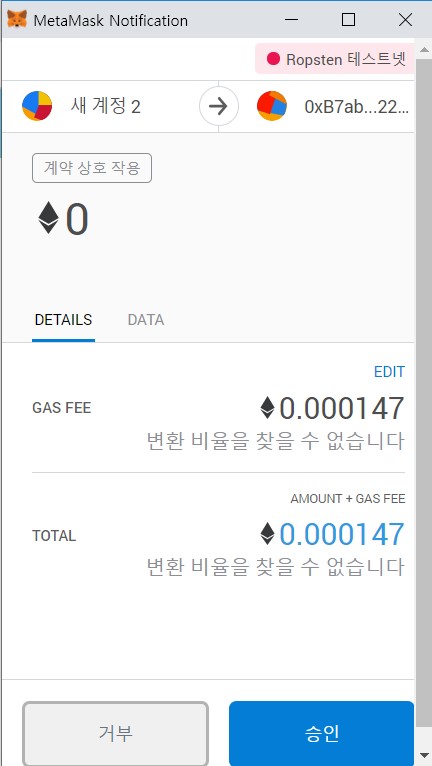 MetaMask Notification
Ropsten 테스트넷
새 계정 2
0xB7ab...22...
계약 상호 작용
0
DETAILS DATA
EDIT
GAS FEE 0.000147
변환 비율을 찾을 수 없습니다
AMOUNT + GAS FEE
TOTAL 0.000147
변환 비율을 찾을 수 없습니다
거부 승인